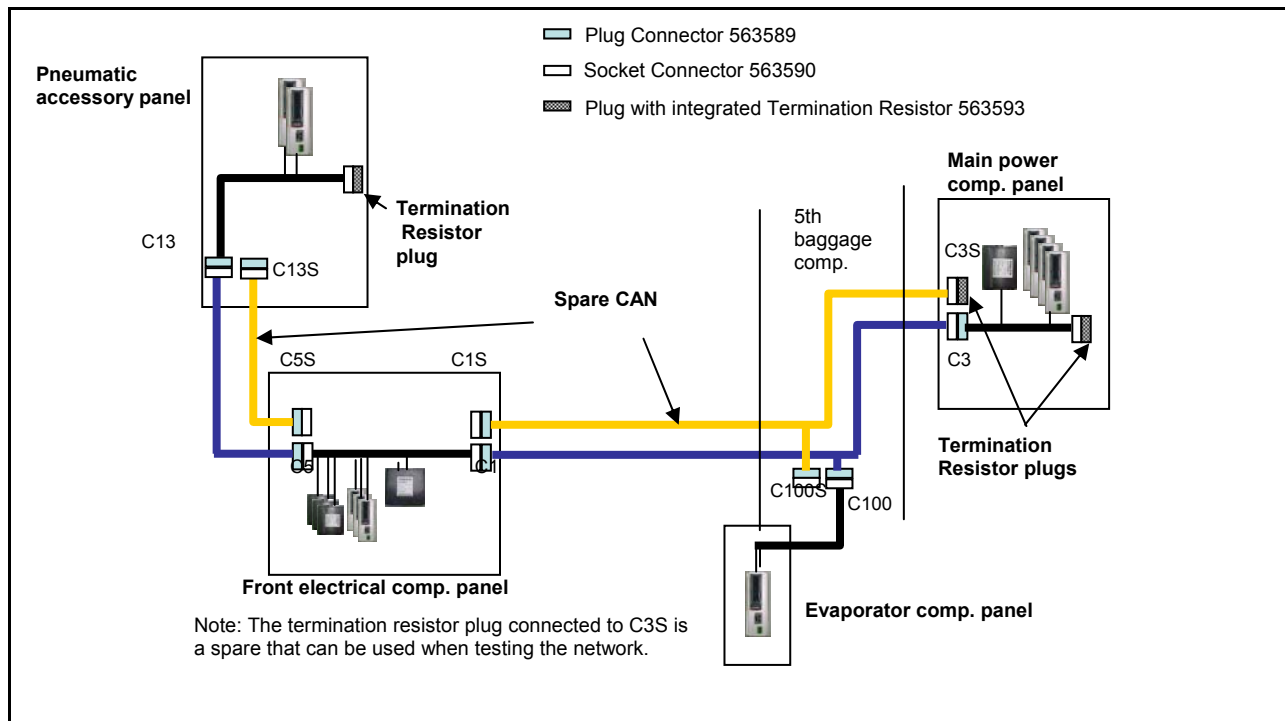 Plug Connector 563589
Socket Connector 563590
Plug with integrated Termination Resistor 563593
Pneumatic
accessory panel
Termination
Resistor
plug
C13
C13S
Spare CAN
5th
baggage
comp.
Main power
comp. panel
C3S
C3
Termination
Resistor plugs
C5S
C1S
C5
C100S
C100
Front electrical comp. panel
Evaporator comp. panel
Note: The termination resistor plug connected to C3S is
a spare that can be used when testing the network.